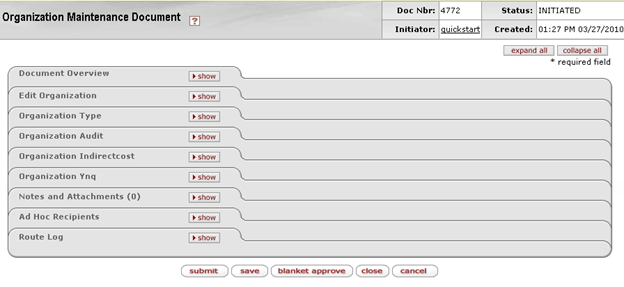 Organization Maintenance Document ?
Doc Nbr: 4772 Status: INITIATED
Initiator: quickstart Created: 01:27 PM 03/27/2010
expand all collapse all
* required field
Document Overview show
Edit Organization show
Organization Type show
Organization Audit show
Organization Indirectcost show
Organization Ynq show
Notes and Attachments (0) show
Ad Hoc Recipients show
Route Log show
submit save blanket approve close cancel